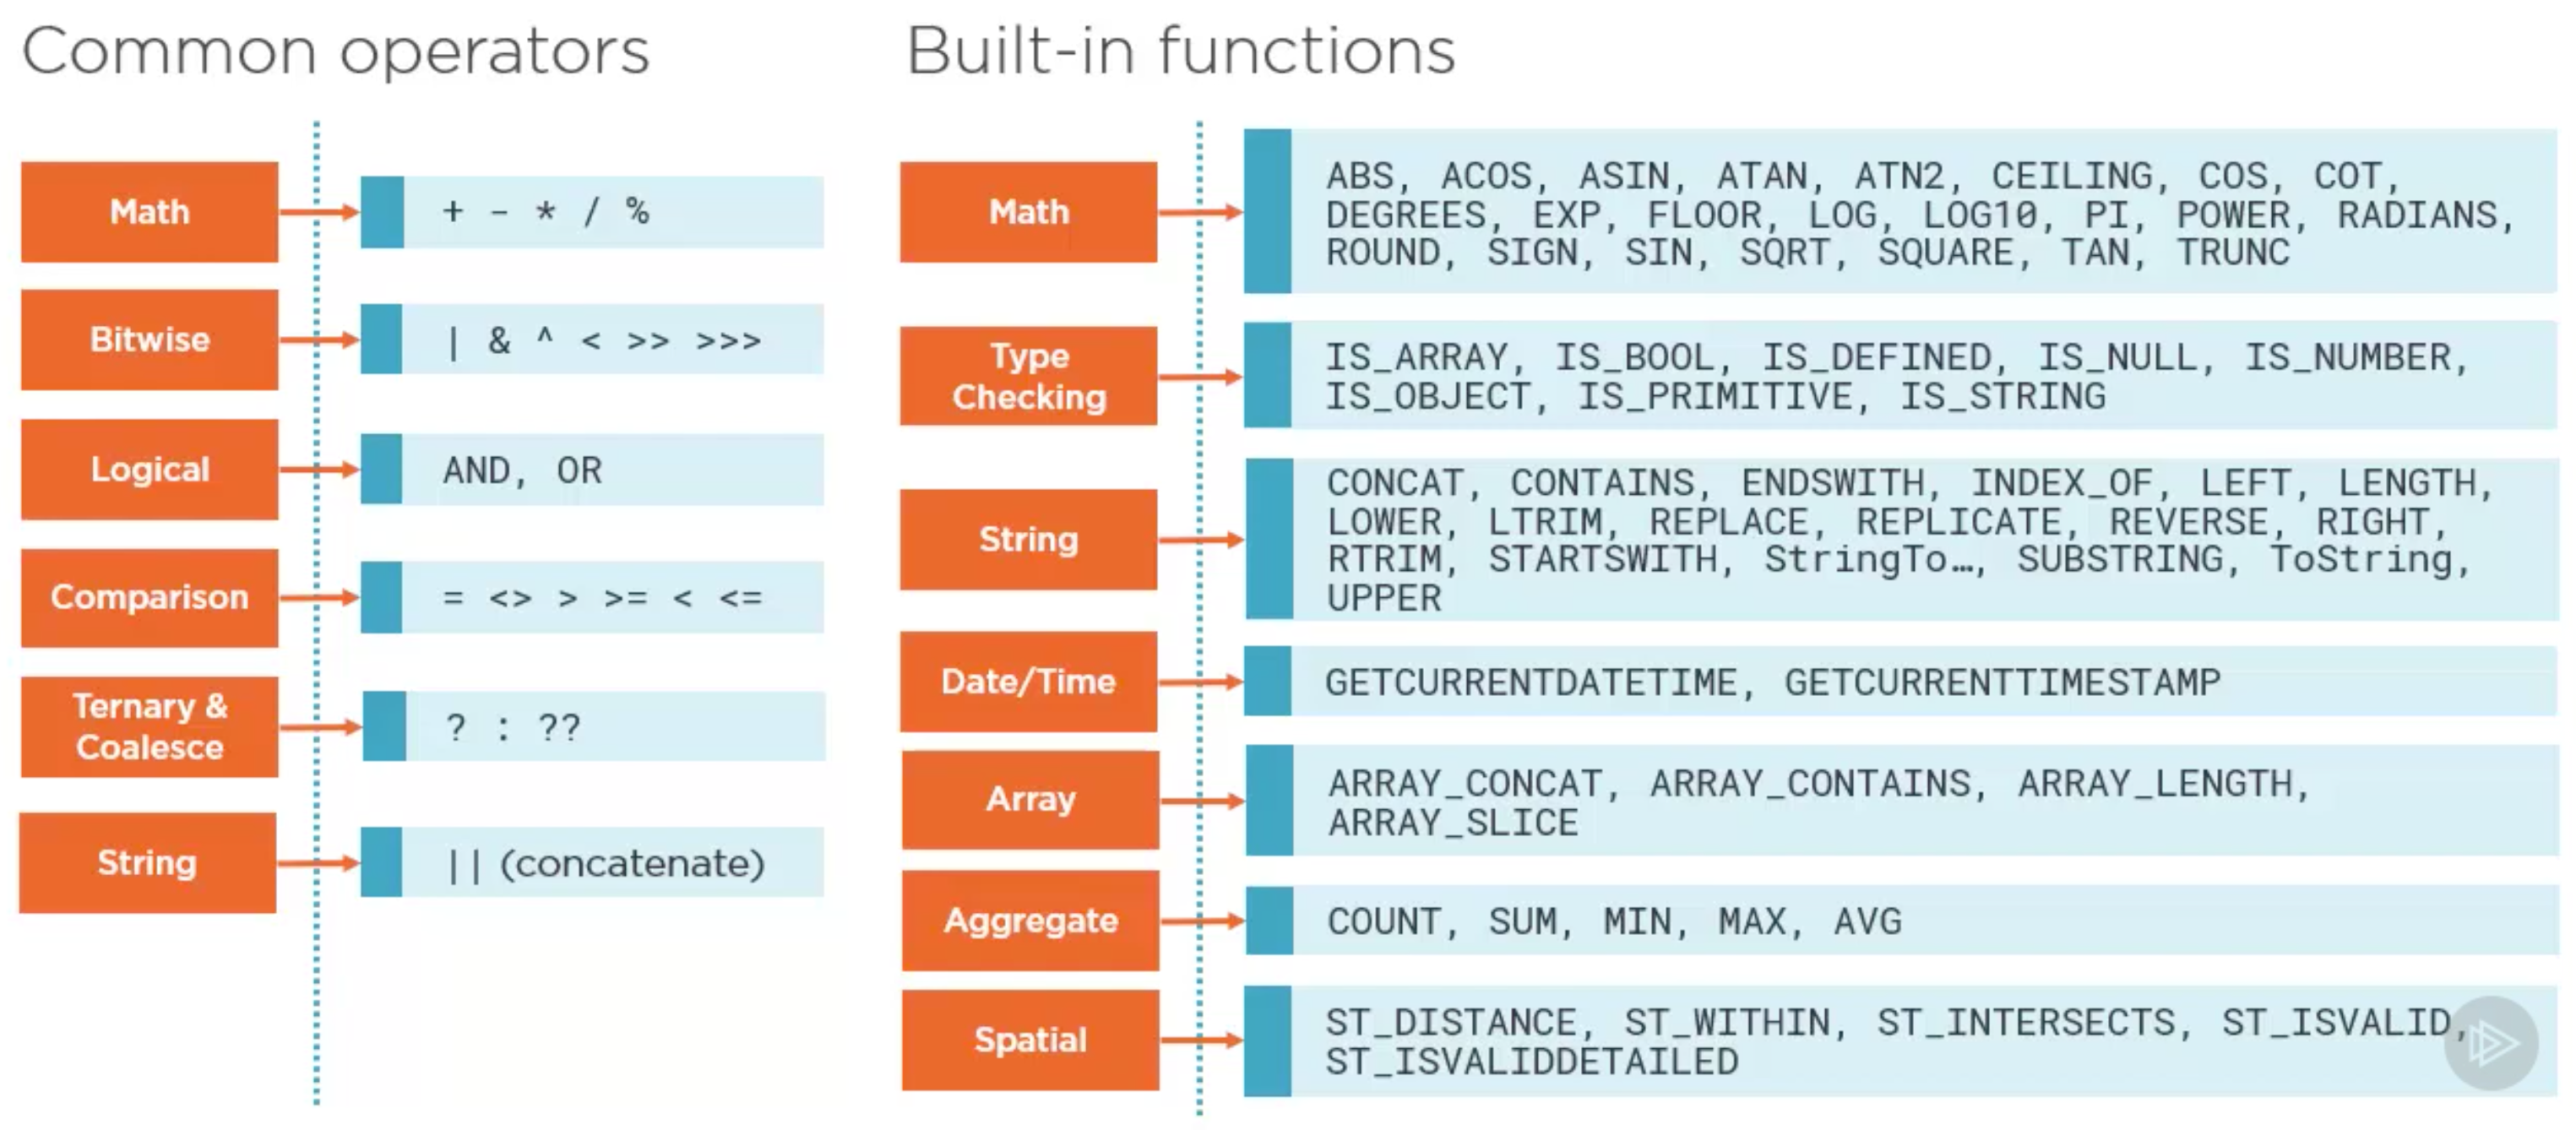 Common operators
Math
+ - * / %
Bitwise
| & ^ < >> >>>
Logical
AND, OR
Comparison
= <> > >= < <=
Ternary &
Coalesce
? : ??
String
|| (concatenate)
Built-in functions
Math
ABS, ACOS, ASIN, ATAN, ATN2, CEILING, COS, COT,
DEGREES, EXP, FLOOR, LOG, LOG10, PI, POWER, RADIANS,
ROUND, SIGN, SIN, SQRT, SQUARE, TAN, TRUNC
Type
Checking
IS_ARRAY, IS_BOOL, IS_DEFINED, IS_NULL, IS_NUMBER,
IS_OBJECT, IS_PRIMITIVE, IS_STRING
String
CONCAT, CONTAINS, ENDSWITH, INDEX_OF, LEFT, LENGTH,
LOWER, LTRIM, REPLACE, REPLICATE, REVERSE, RIGHT,
RTRIM, STARTSWITH, StringTo…, SUBSTRING, ToString,
UPPER
Date/Time
GETCURRENTDATETIME, GETCURRENTTIMESTAMP
Array
ARRAY_CONCAT, ARRAY_CONTAINS, ARRAY_LENGTH,
ARRAY_SLICE
Aggregate
COUNT, SUM, MIN, MAX, AVG
Spatial
ST_DISTANCE, ST_WITHIN, ST_INTERSECTS, ST_ISVALID,
ST_ISVALIDDETAILED